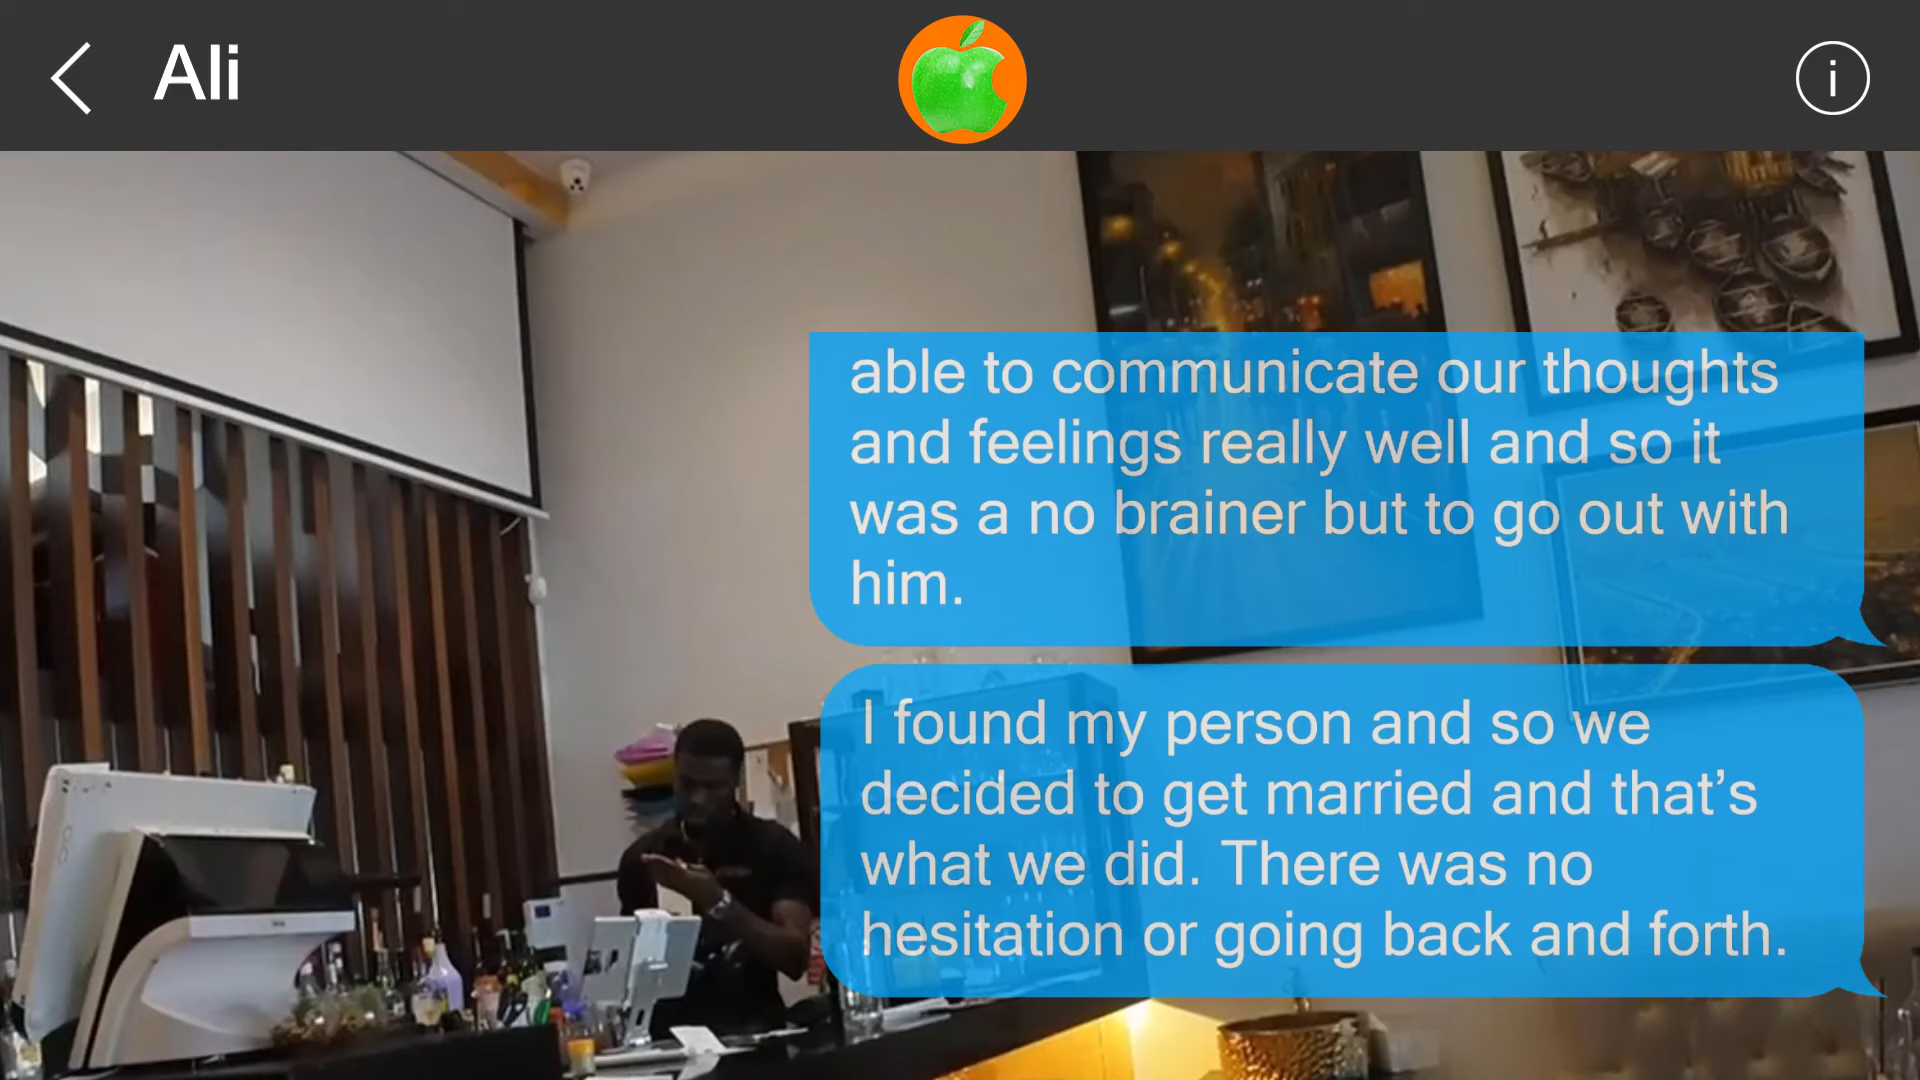 Ali
able to communicate our thoughts
and feelings really well and so it
was a no brainer but to go out with
him.
I found my person and so we
decided to get married and that’s
what we did. There was no
hesitation or going back and forth.